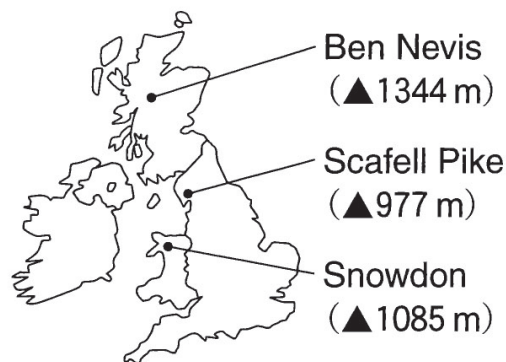 Ben Nevis
(▲1344 m)
Scafell Pike
(▲977 m)
Snowdon
(▲1085 m)